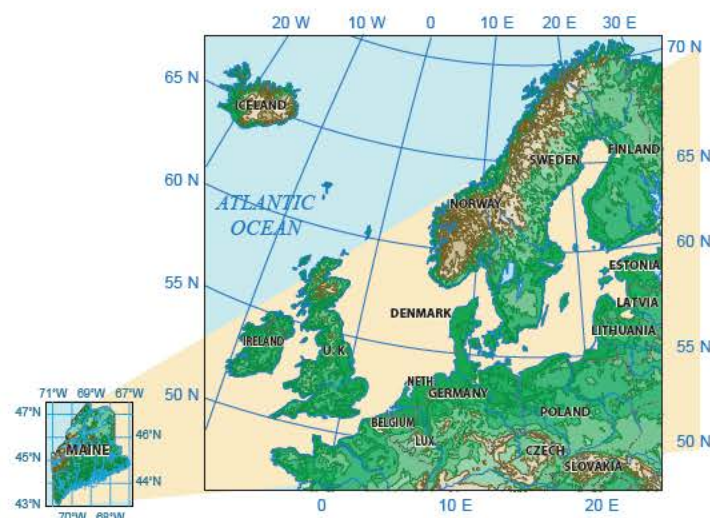 20 W
10 W
0
10 E
20 E
30 E
70 N
65 N
ICELAND
FINLAND
SWEDEN
65 N
60 N
ATLANTIC
OCEAN
NORWAY
60 N
ESTONIA
55 N
DENMARK
LATVIA
LITHUANIA
IRELAND
U.K
55 N
NETH
GERMANY
50 N
POLAND
BELGIUM
LUX
CZECH
50 N
SLOVAKIA
0
10 E
20 E
71°W 69°W 67°W
47°N
46°N
MAINE
45°N
44°N
43°N
70°W 68°W